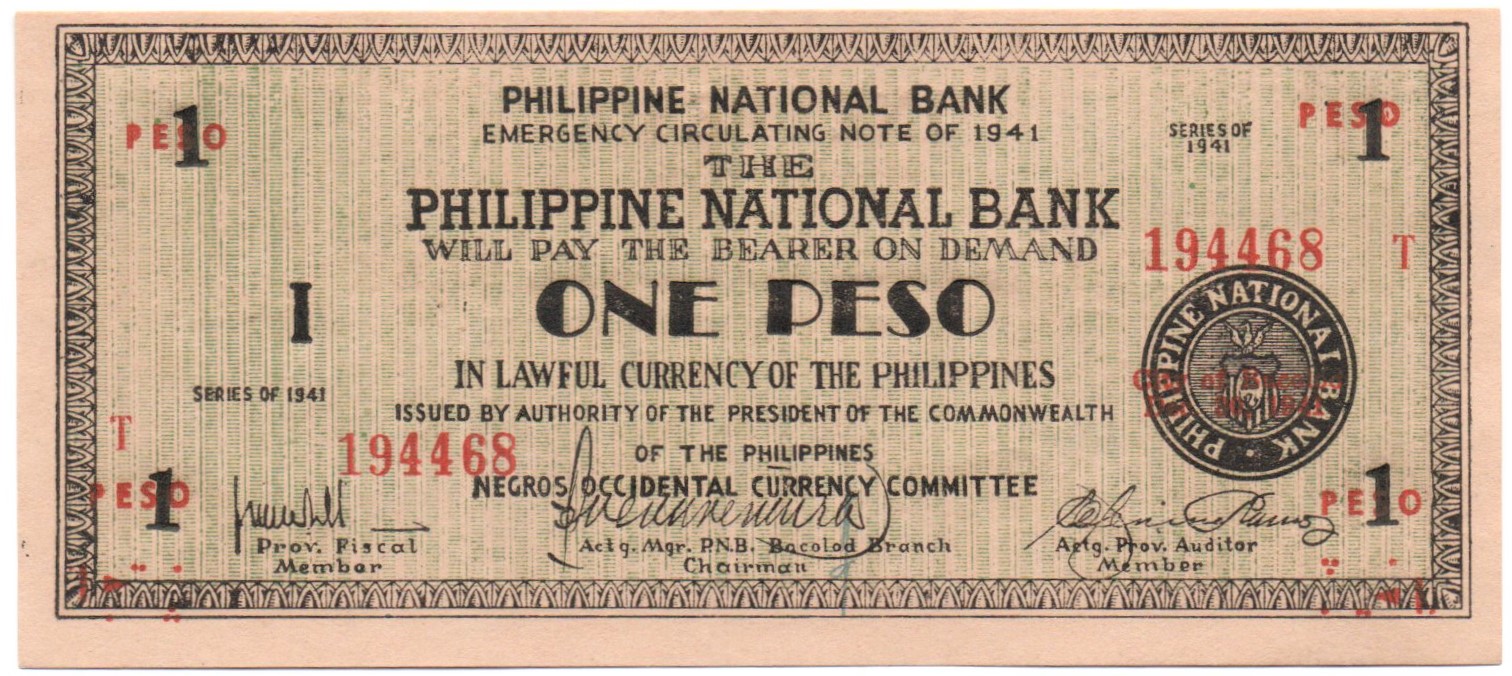 PHILIPPINE NATIONAL BANK
EMERGENCY CIRCULATING NOTE OF 1941
PESO 1
SERIES OF 1941
PESO 1
THE
PHILIPPINE NATIONAL BANK
WILL PAY THE BEARER ON DEMAND
194468 T
I
ONE PESO
PHILIPPINE NATIONAL BANK
IN LAWFUL CURRENCY OF THE PHILIPPINES
SERIES OF 1941
ISSUED BY AUTHORITY OF THE PRESIDENT OF THE COMMONWEALTH
T
194468
OF THE PHILIPPINES
NEGROS OCCIDENTAL CURRENCY COMMITTEE
PESO 1
PESO 1
Prov. Fiscal
Member
Actg. Mgr. P.N.B. Bacolod Branch
Chairman
Actg. Prov. Auditor
Member